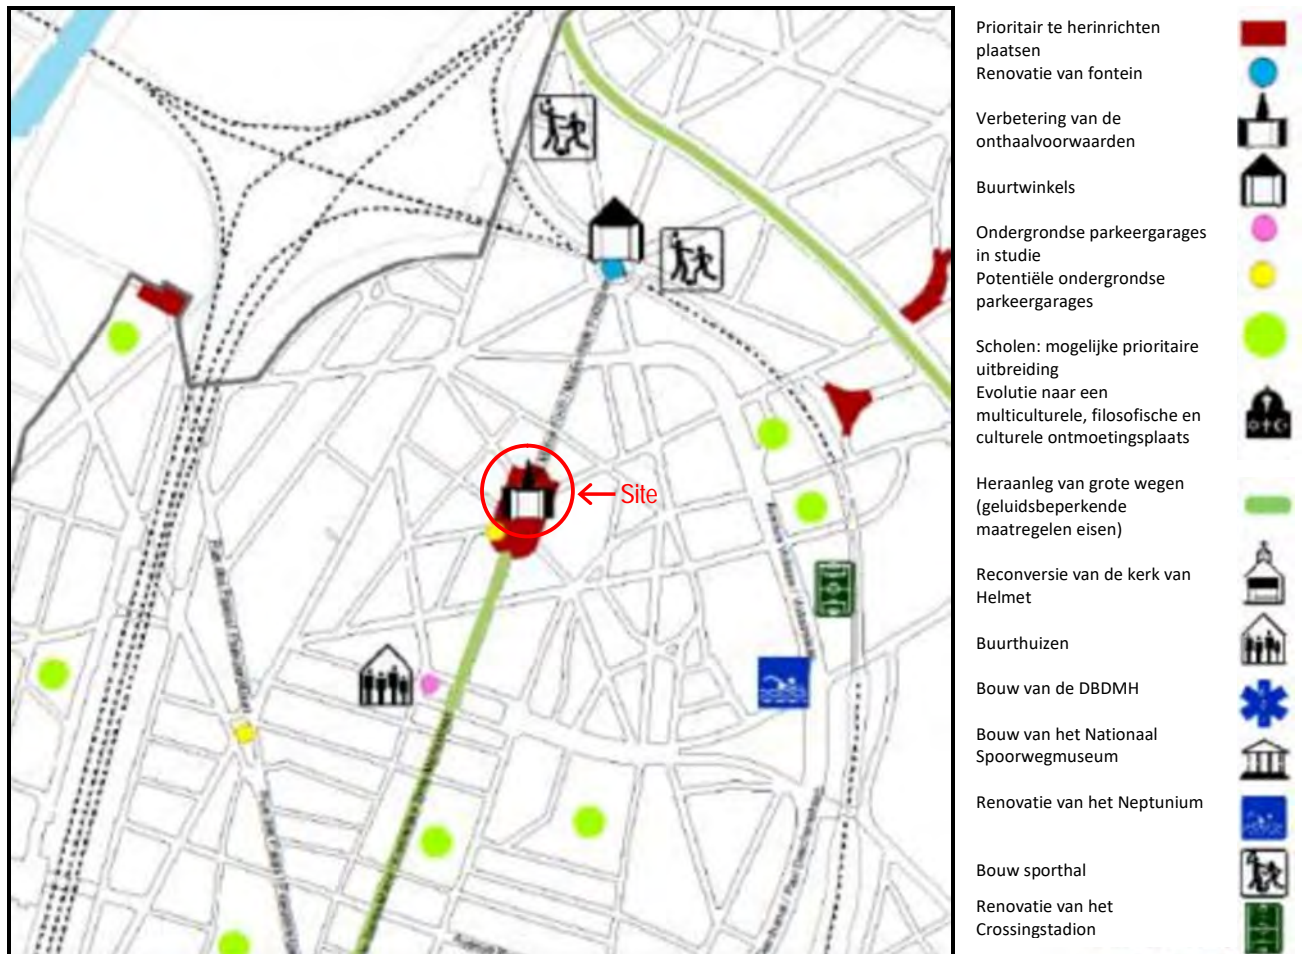 Site
Prioritair te herinrichten
plaatsen
Renovatie van fontein
Verbetering van de
onthaalvoorwaarden
Buurtwinkels
Ondergrondse parkeergarages
in studie
Potentiële ondergrondse
parkeergarages
Scholen: mogelijke prioritaire
uitbreiding
Evolutie naar een
multiculturele, filosofische en
culturele ontmoetingsplaats
Heraanleg van grote wegen
(geluidsbeperkende
maatregelen eisen)
Reconversie van de kerk van
Helmet
Buurthuizen
Bouw van de DBDMH
Bouw van het Nationaal
Spoorwegmuseum
Renovatie van het Neptunium
Bouw sporthal
Renovatie van het
Crossingstadion